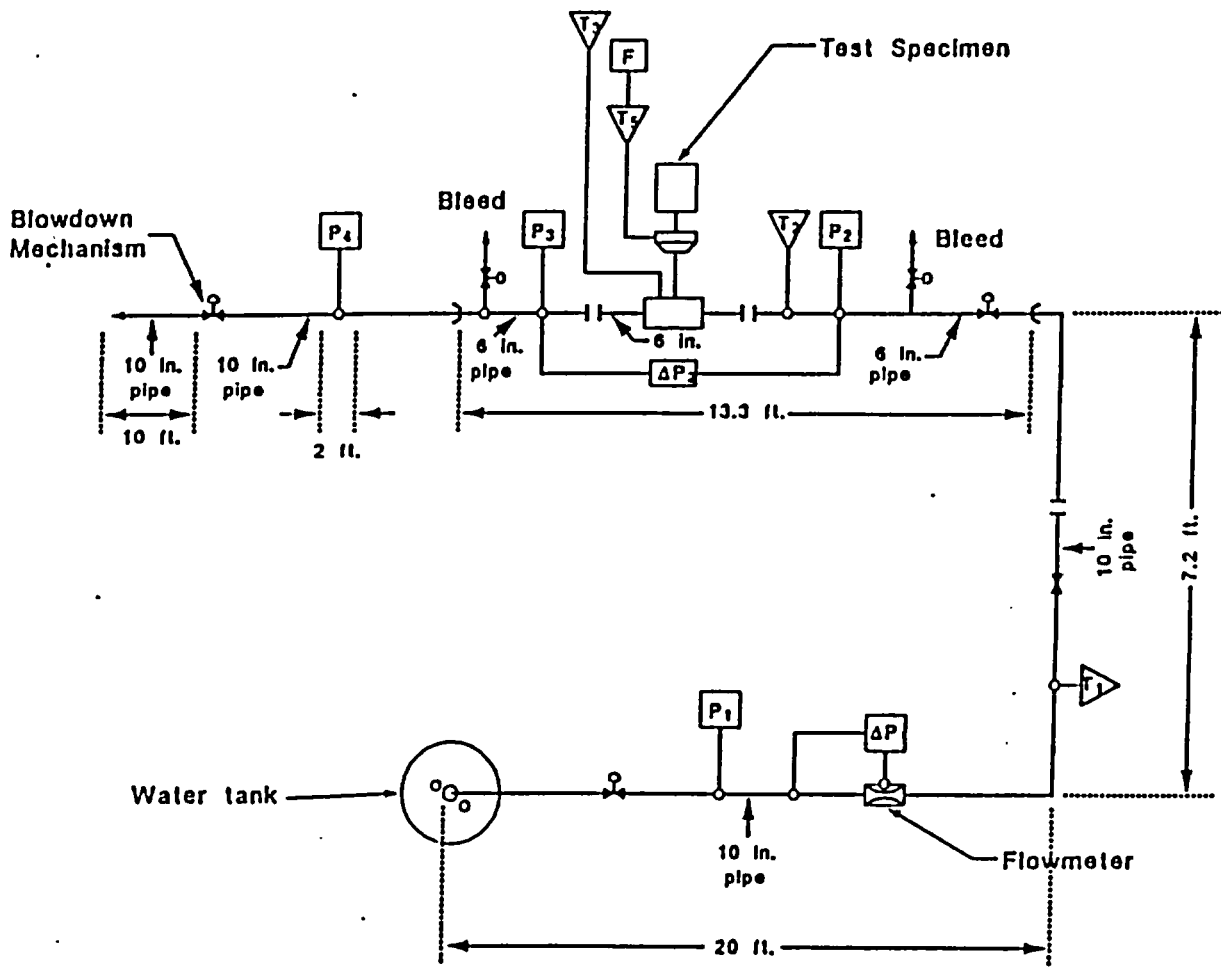 T3
F
Test Specimen
T5
Bleed
Blowdown
Mechanism
P4
P3
T2
P2
Bleed
10 in.
pipe
10 in.
pipe
6 in.
pipe
6 in.
ΔP2
6 in.
pipe
10 ft.
2 ft.
13.3 ft.
10 in.
pipe
7.2 ft.
T1
P1
ΔP
Water tank
10 in.
pipe
Flowmeter
20 ft.